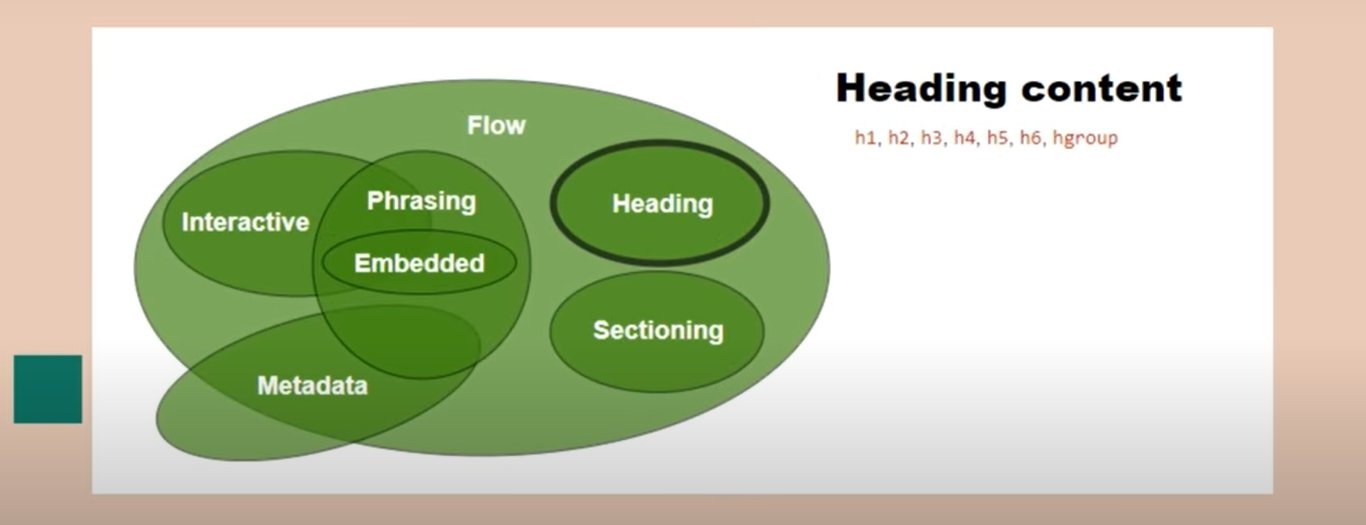 Heading content
h1, h2, h3, h4, h5, h6, hgroup
Flow
Phrasing
Heading
Interactive
Embedded
Sectioning
Metadata